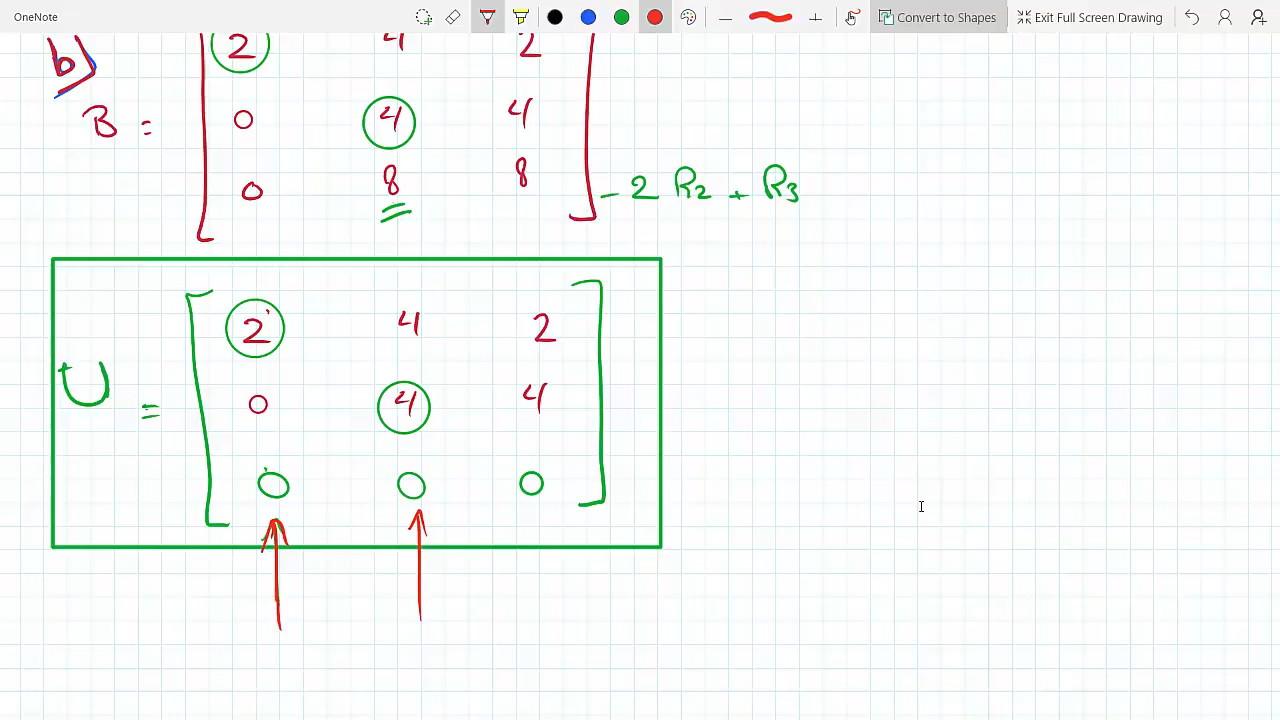 OneNote
Convert to Shapes
Exit Full Screen Drawing
b
2 4 2
B = 0 4 4
0 8 8
- 2 R2 + R3
2 4 2
U = 0 4 4
0 0 0